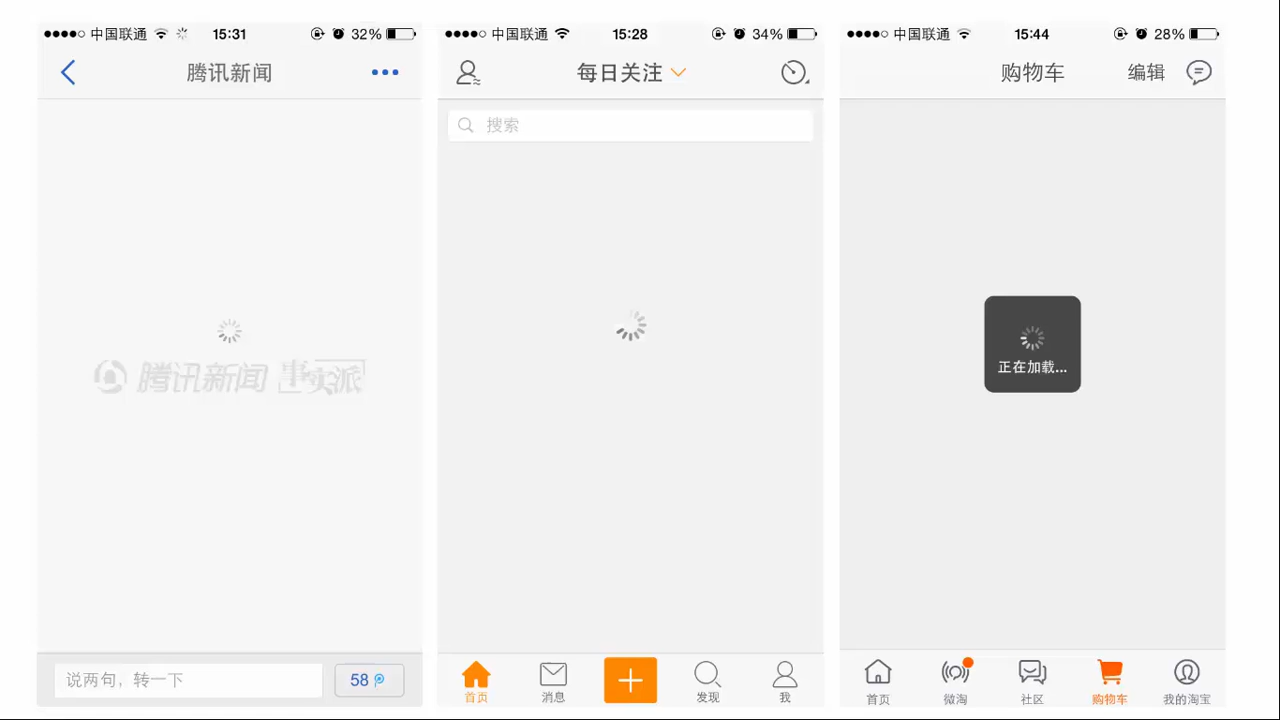 中国联通 15:31 32%
腾讯新闻
腾讯新闻 事实派
说两句，转一下 58
中国联通 15:28 34%
每日关注
搜索
首页 消息 发现 我
中国联通 15:44 28%
购物车 编辑
正在加载...
首页 微淘 社区 购物车 我的淘宝